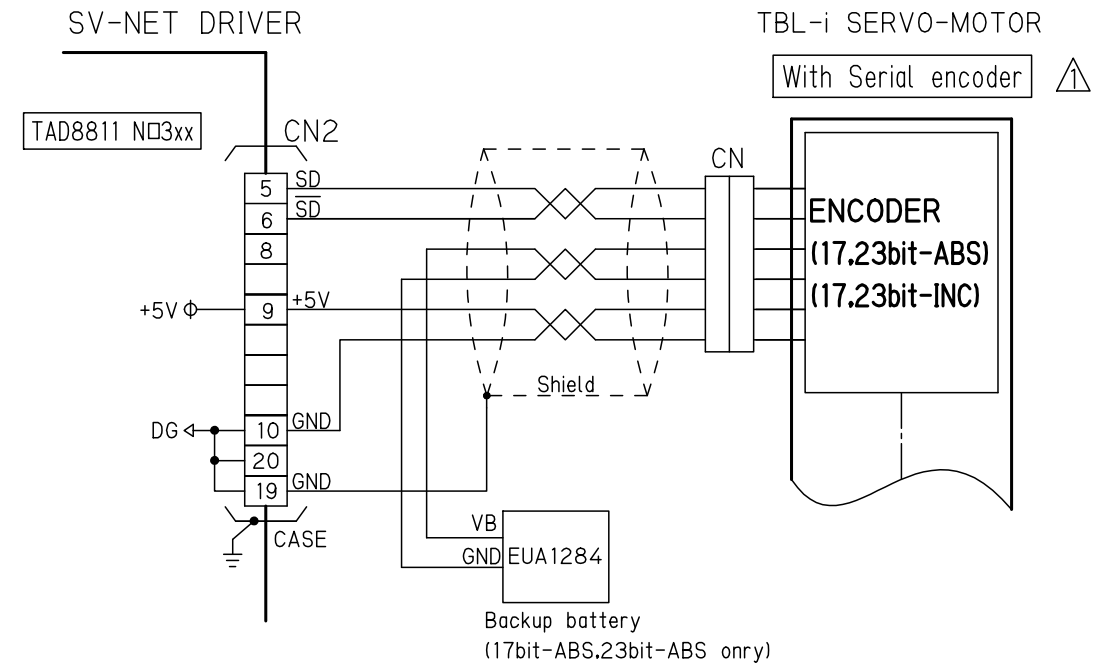 SV-NET DRIVER
TBL-i SERVO-MOTOR
With Serial encoder
1
TAD8811 N□3xx
CN2
CN
5 SD
6 S̅D̅
8
ENCODER
(17,23bit-ABS)
(17,23bit-INC)
+5V 9 +5V
Shield
DG 10 GND
20
19 GND
CASE
VB
GND
EUA1284
Backup battery
(17bit-ABS,23bit-ABS onry)